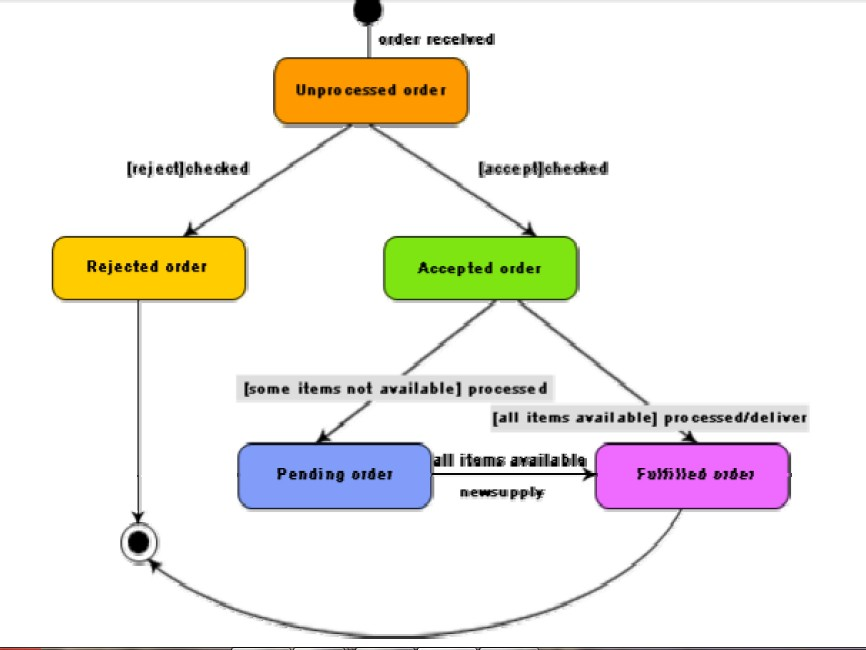 order received
Unprocessed order
[reject]checked
[accept]checked
Rejected order
Accepted order
[some items not available] processed
[all items available] processed/deliver
Pending order
all items available
newsupply
Fulfilled order